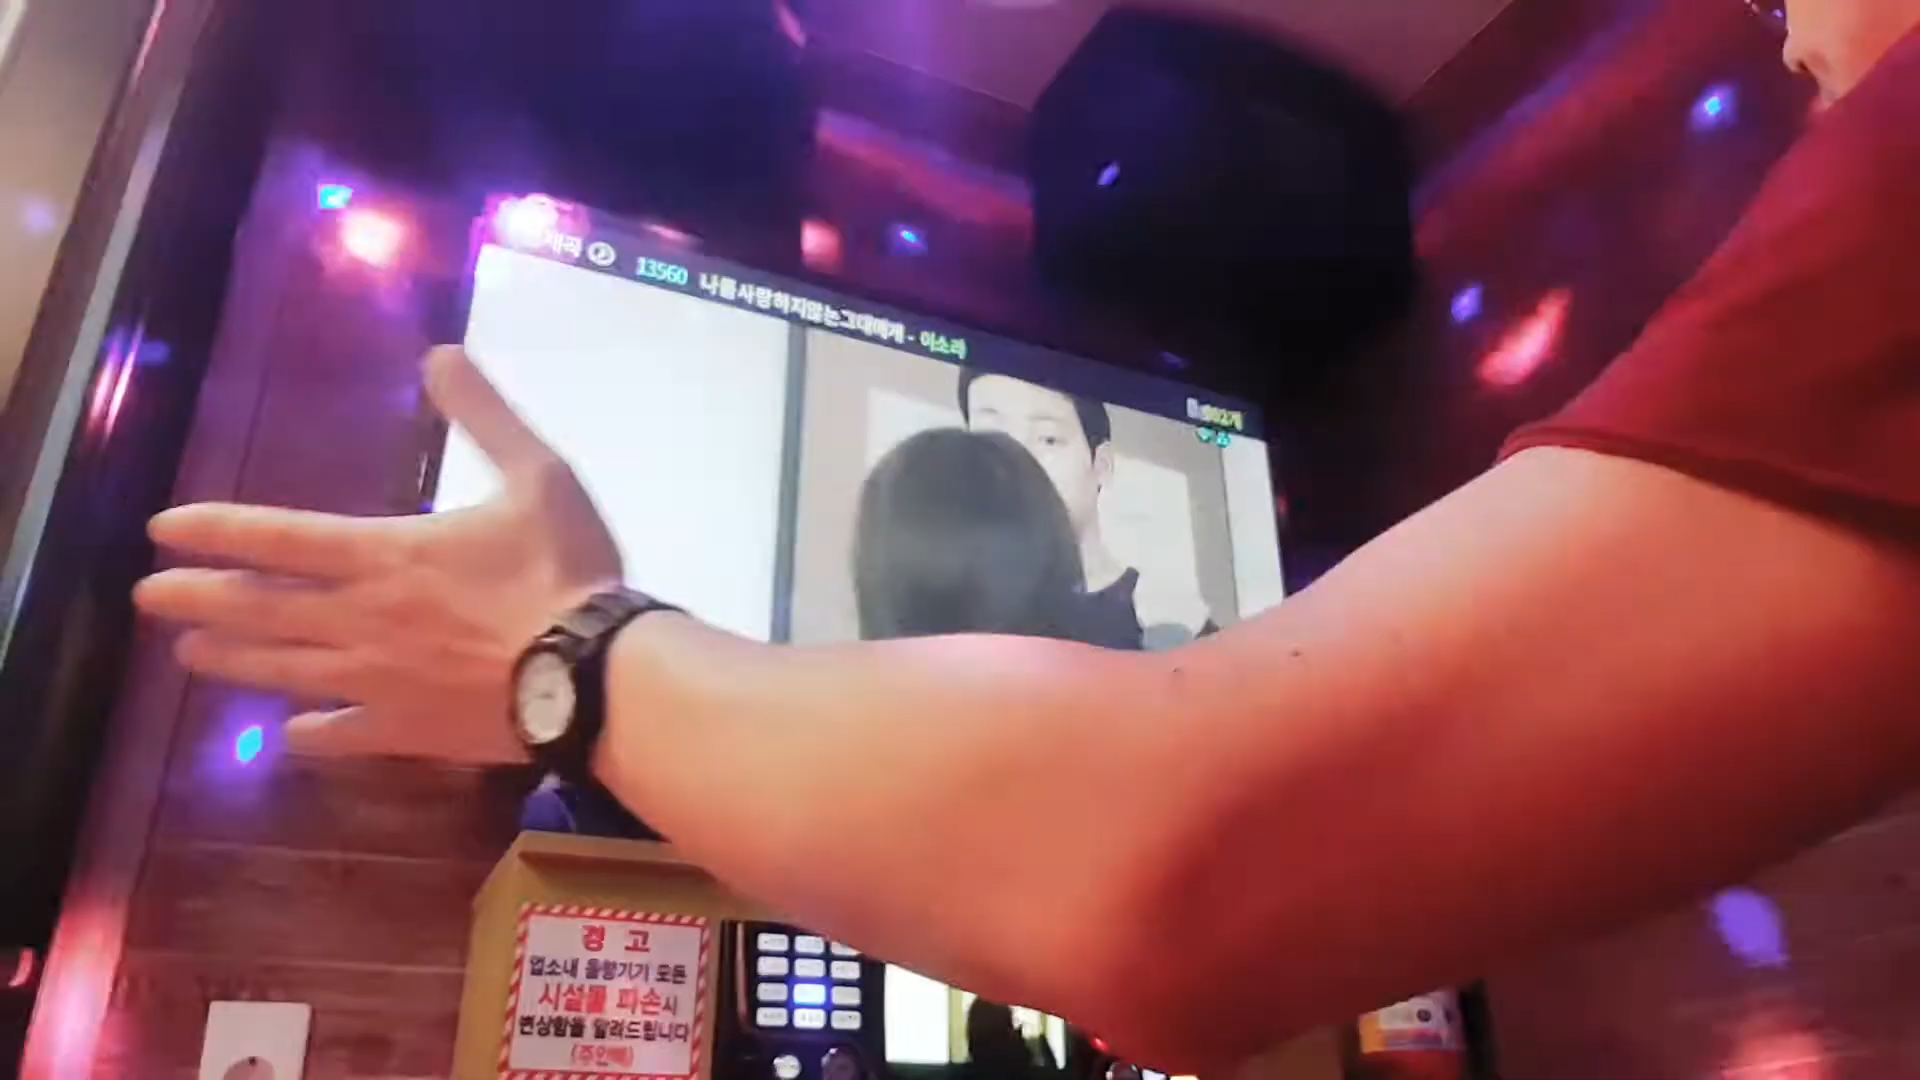 13560 나를사랑하지않는그대에게 - 이소라
경 고
업소내 음향기기 모든
시설물 파손시
변상함을 알려드립니다
(주인백)